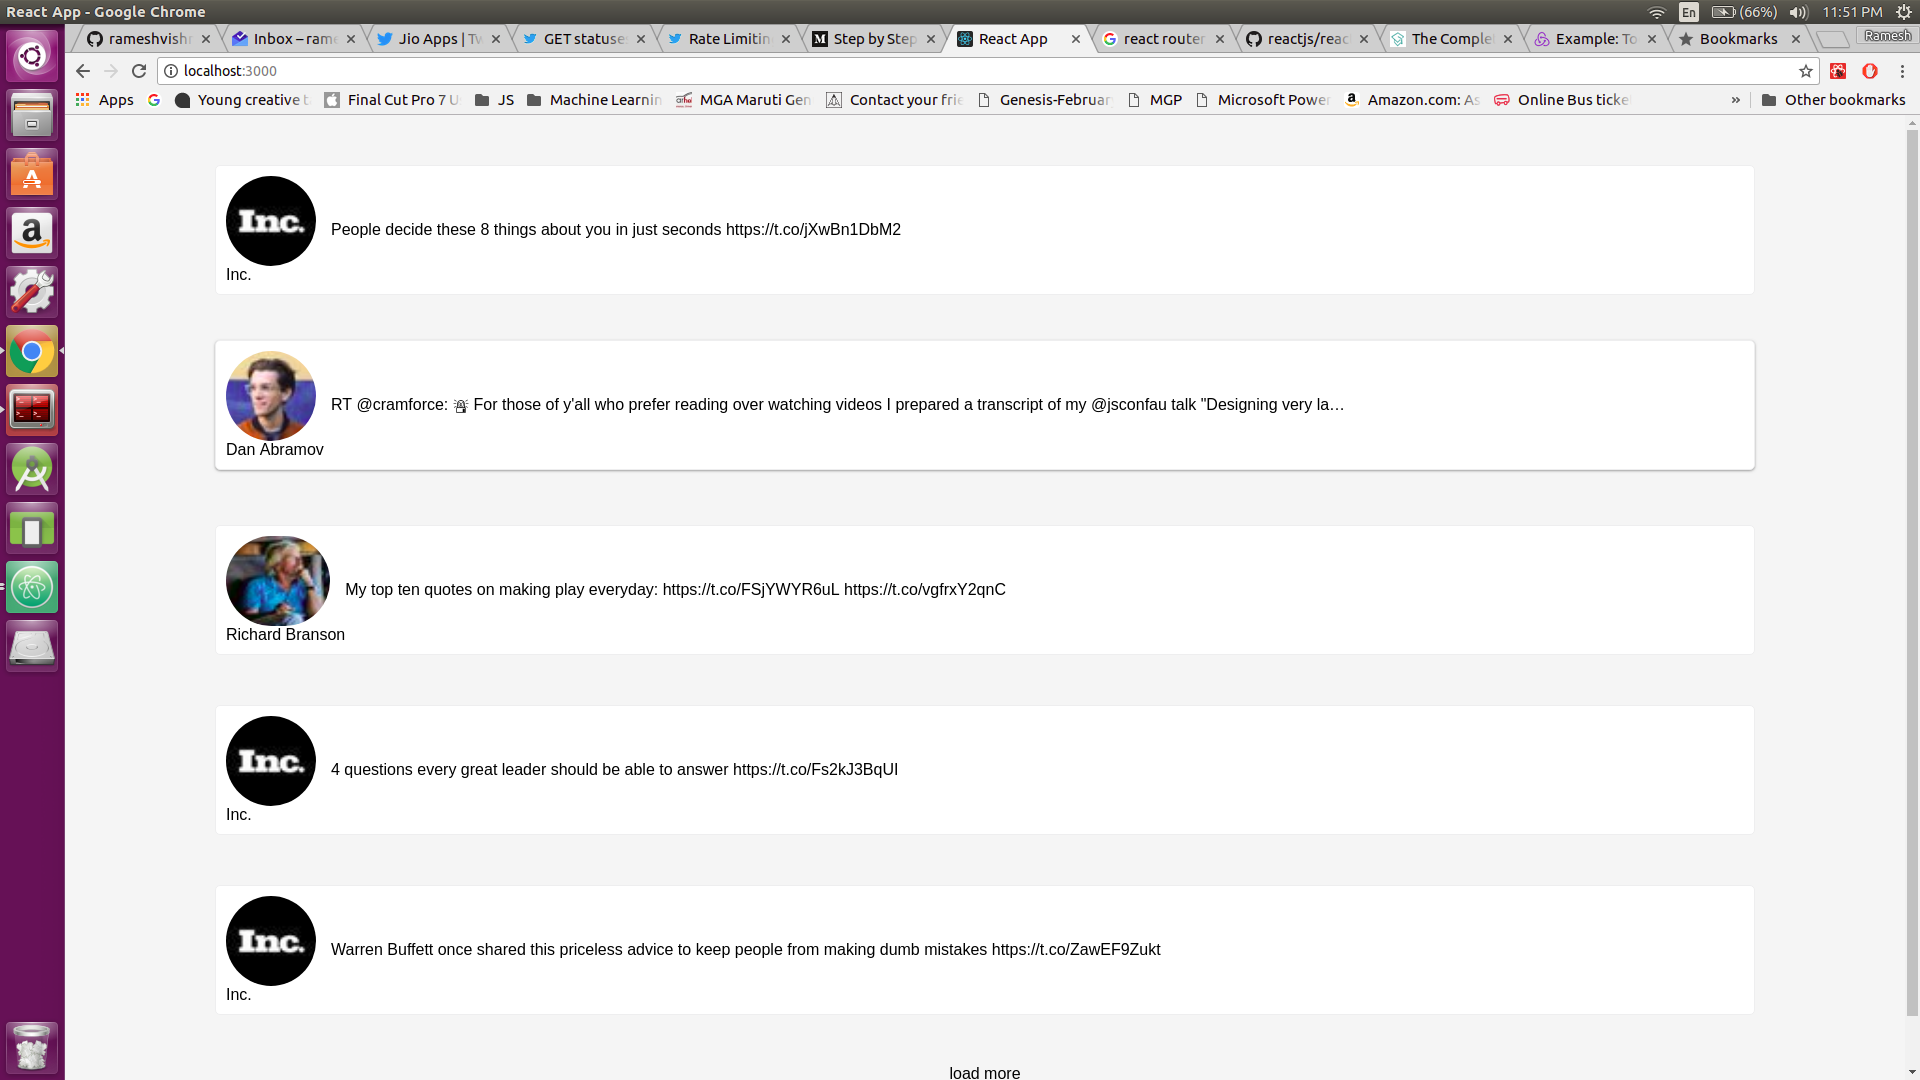 React App - Google Chrome
En
(66%)
11:51 PM
rameshvish
Inbox – rame
Jio Apps | Tw
GET statuse
Rate Limitin
Step by Step
React App
react router
reactjs/reac
The Comple
Example: To
Bookmarks
Ramesh
localhost:3000
Apps
Young creative t
Final Cut Pro 7 U
JS
Machine Learnin
MGA Maruti Gen
Contact your frie
Genesis-Februar
MGP
Microsoft Power
Amazon.com: As
Online Bus ticke
»
Other bookmarks
Inc.
People decide these 8 things about you in just seconds https://t.co/jXwBn1DbM2
Inc.
RT @cramforce: 🚨 For those of y'all who prefer reading over watching videos I prepared a transcript of my @jsconfau talk "Designing very la…
Dan Abramov
My top ten quotes on making play everyday: https://t.co/FSjYWYR6uL https://t.co/vgfrxY2qnC
Richard Branson
Inc.
4 questions every great leader should be able to answer https://t.co/Fs2kJ3BqUI
Inc.
Inc.
Warren Buffett once shared this priceless advice to keep people from making dumb mistakes https://t.co/ZawEF9Zukt
Inc.
load more